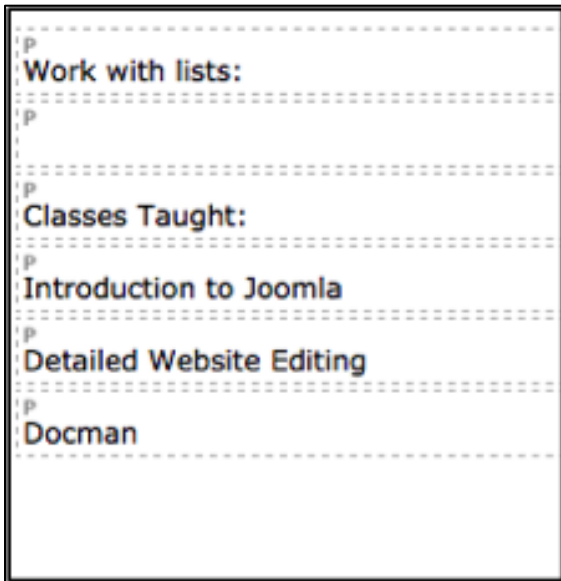 P
Work with lists:
P
P
Classes Taught:
P
Introduction to Joomla
P
Detailed Website Editing
P
Docman